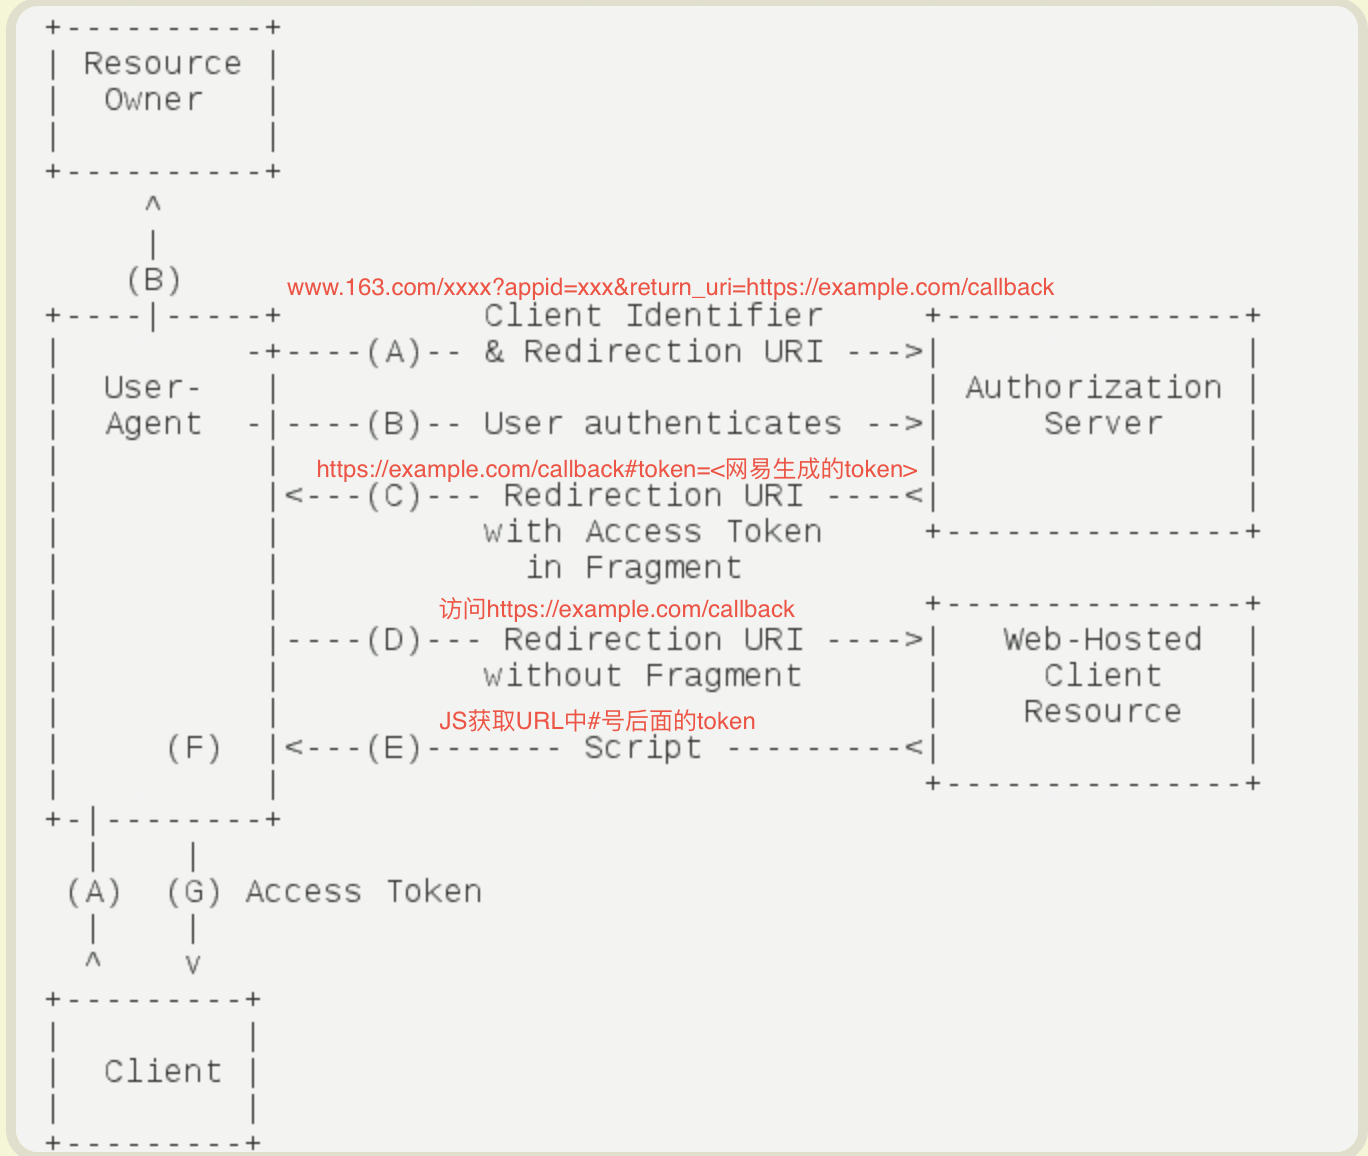 +----------+
| Resource |
|  Owner   |
|          |
+----------+
     ^
     |
    (B)
www.163.com/xxxx?appid=xxx&return_uri=https://example.com/callback
+----|-----+          Client Identifier     +---------------+
|         -+----(A)-- & Redirection URI --->|               |
|  User-   |                                | Authorization |
|  Agent  -|----(B)-- User authenticates -->|     Server    |
https://example.com/callback#token=<网易生成的token>
|          |                                |               |
|          |<---(C)--- Redirection URI ----<|               |
|          |          with Access Token     +---------------+
|          |            in Fragment
访问https://example.com/callback
|          |                                +---------------+
|          |----(D)--- Redirection URI ---->|   Web-Hosted  |
|          |          without Fragment      |     Client    |
|          |                                |    Resource   |
JS获取URL中#号后面的token
|     (F)  |<---(E)------- Script ---------<|               |
|          |                                +---------------+
+-|--------+
  |    |
 (A)  (G) Access Token
  |    |
  ^    v
+---------+
|         |
|  Client |
|         |
+---------+